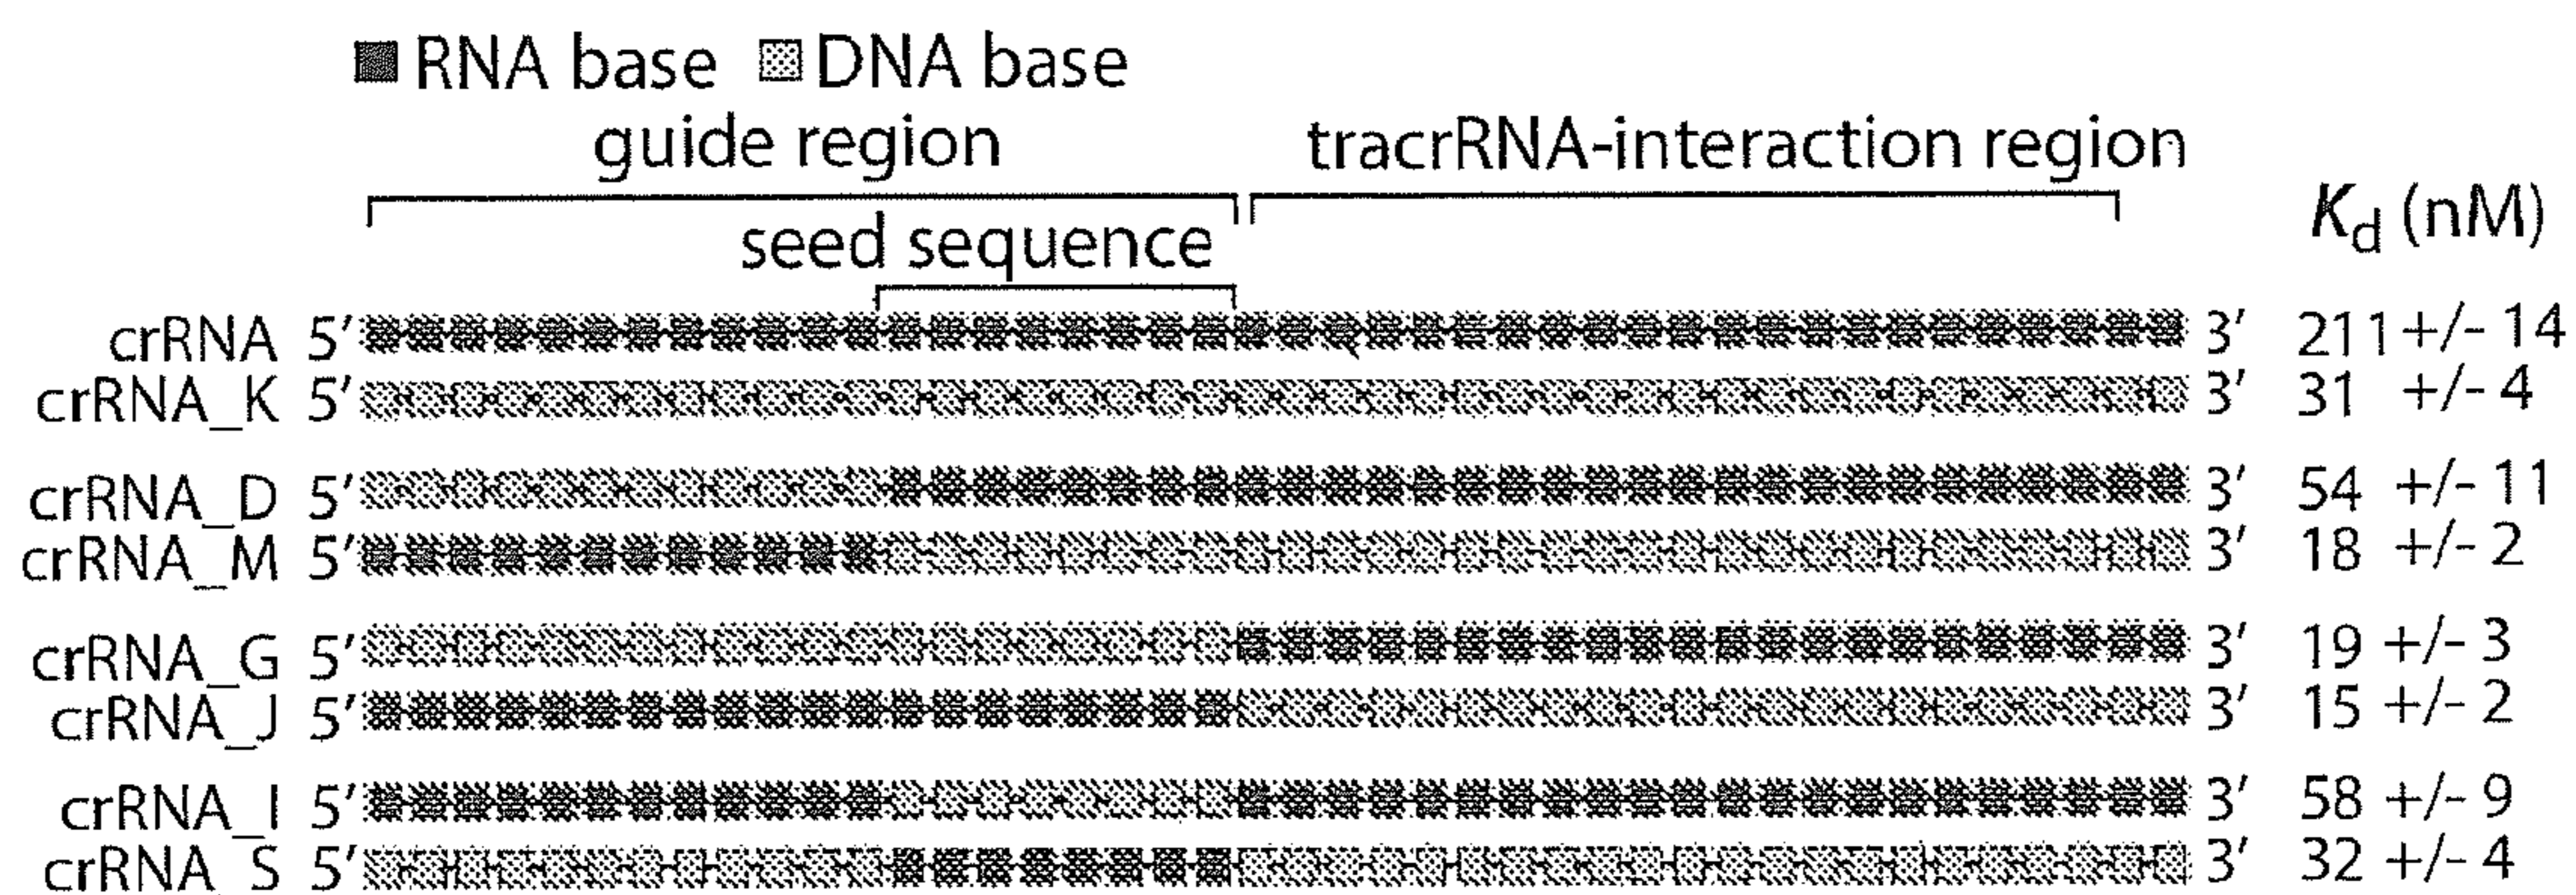 RNA base DNA base
guide region tracrRNA-interaction region
seed sequence Kd (nM)
crRNA 5′ 3′ 211 +/- 14
crRNA_K 5′ 3′ 31 +/- 4
crRNA_D 5′ 3′ 54 +/- 11
crRNA_M 5′ 3′ 18 +/- 2
crRNA_G 5′ 3′ 19 +/- 3
crRNA_J 5′ 3′ 15 +/- 2
crRNA_I 5′ 3′ 58 +/- 9
crRNA_S 5′ 3′ 32 +/- 4